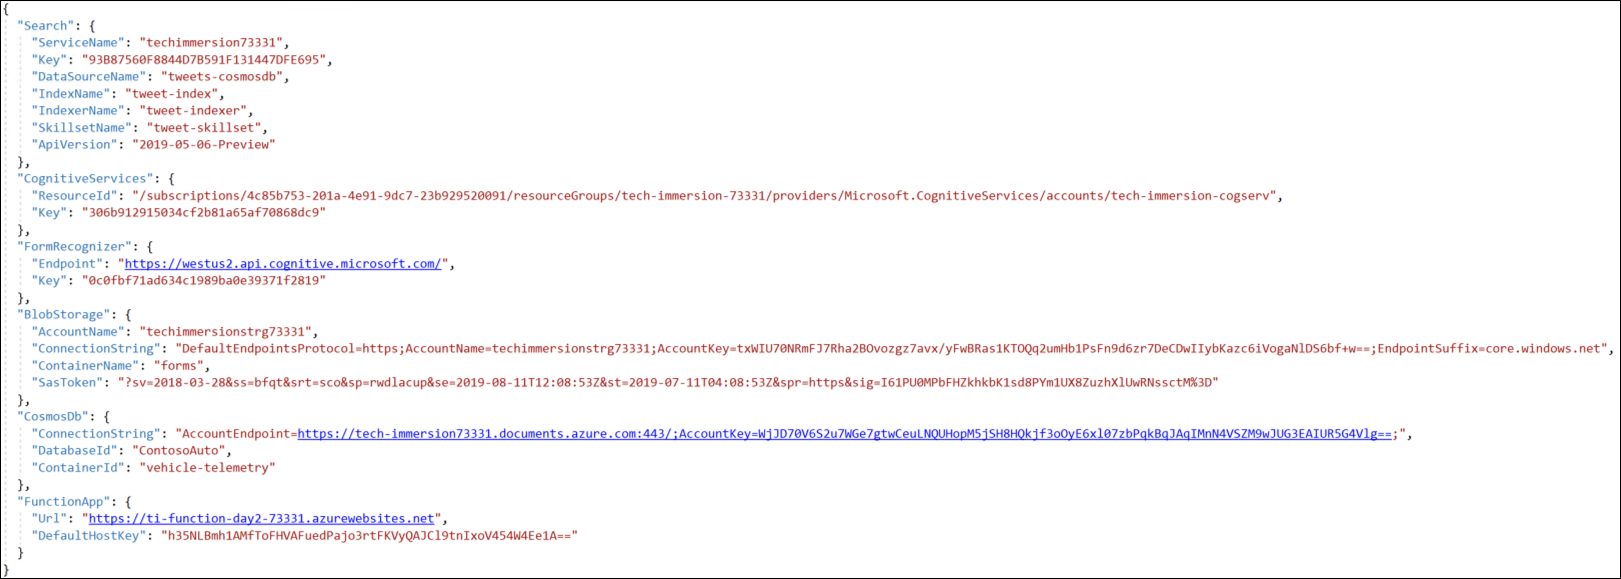 {
"Search": {
"ServiceName": "techimmersion73331",
"Key": "93B87560F8844D7B591F131447DFE695",
"DataSourceName": "tweets-cosmosdb",
"IndexName": "tweet-index",
"IndexerName": "tweet-indexer",
"SkillsetName": "tweet-skillset",
"ApiVersion": "2019-05-06-Preview"
},
"CognitiveServices": {
"ResourceId": "/subscriptions/4c85b753-201a-4e91-9dc7-23b929520091/resourceGroups/tech-immersion-73331/providers/Microsoft.CognitiveServices/accounts/tech-immersion-cogserv",
"Key": "306b912915034cf2b81a65af70868dc9"
},
"FormRecognizer": {
"Endpoint": "https://westus2.api.cognitive.microsoft.com/",
"Key": "0c0fbf71ad634c1989ba0e39371f2819"
},
"BlobStorage": {
"AccountName": "techimmersionstrg73331",
"ConnectionString": "DefaultEndpointsProtocol=https;AccountName=techimmersionstrg73331;AccountKey=txWIU70NRmFJ7Rha2BOvozgz7avx/yFwBRas1KTOQq2umHb1PsFn9d6zr7DeCDwIIybKazc6iVogaNlDS6bf+w==;EndpointSuffix=core.windows.net",
"ContainerName": "forms",
"SasToken": "?sv=2018-03-28&ss=bfqt&srt=sco&sp=rwdlacup&se=2019-08-11T12:08:53Z&st=2019-07-11T04:08:53Z&spr=https&sig=I61PU0MPbFHZkhkbK1sd8PYm1UX8ZuzhXlUwRNssctM%3D"
},
"CosmosDb": {
"ConnectionString": "AccountEndpoint=https://tech-immersion73331.documents.azure.com:443/;AccountKey=WjJD70V6S2u7WGe7gtwCeuLNQUHopM5jSH8HQkjf3oOyE6xl07zbPqkBqJAqIMnN4VSZM9wJUG3EAIUR5G4Vlg==;",
"DatabaseId": "ContosoAuto",
"ContainerId": "vehicle-telemetry"
},
"FunctionApp": {
"Url": "https://ti-function-day2-73331.azurewebsites.net",
"DefaultHostKey": "h35NLBmh1AMfToFHVAFuedPajo3rtFKVyQAJCl9tnIxoV454W4Ee1A=="
}
}